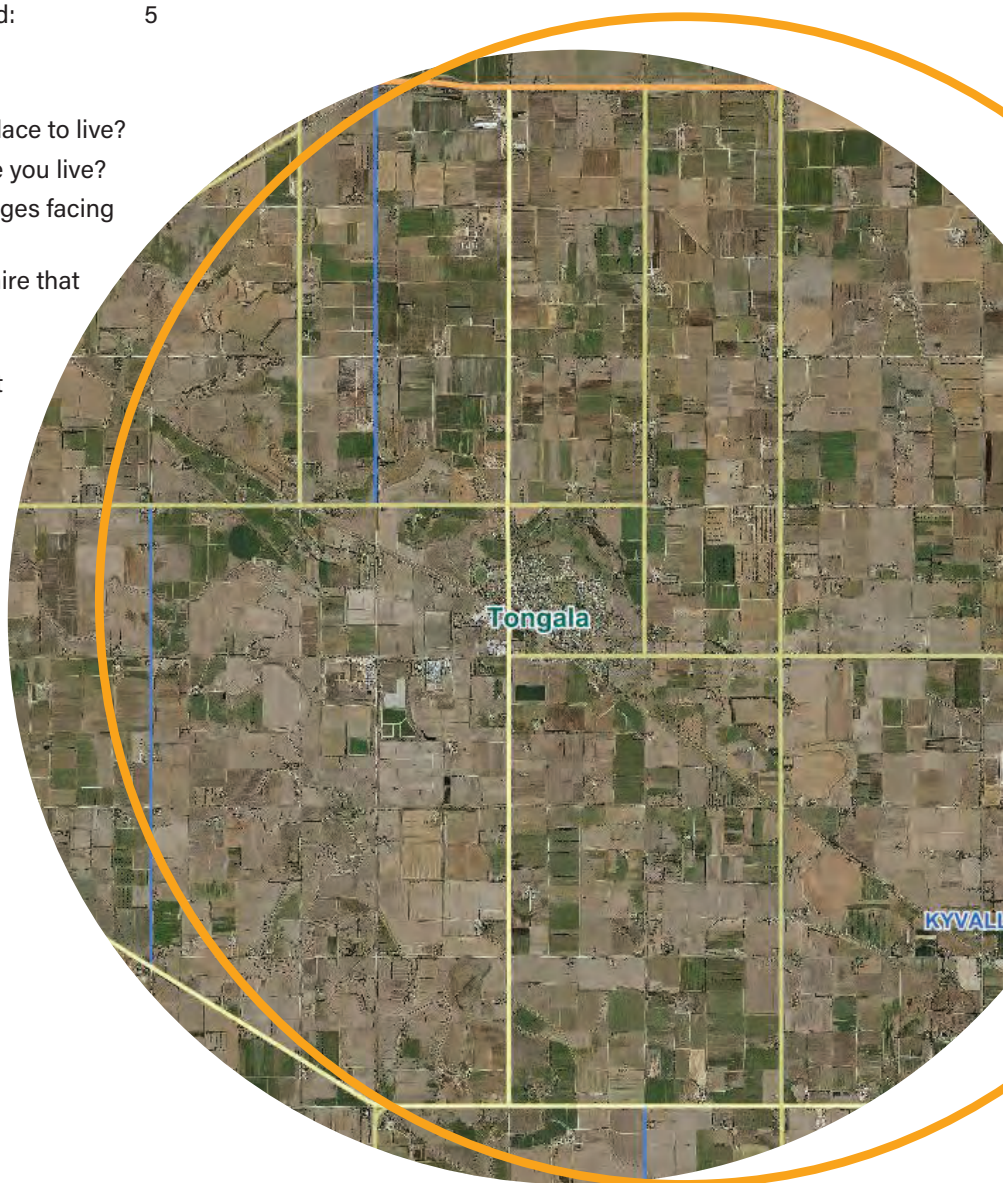 d: 5
lace to live?
e you live?
ges facing
ire that
t
Tongala
KYVALL